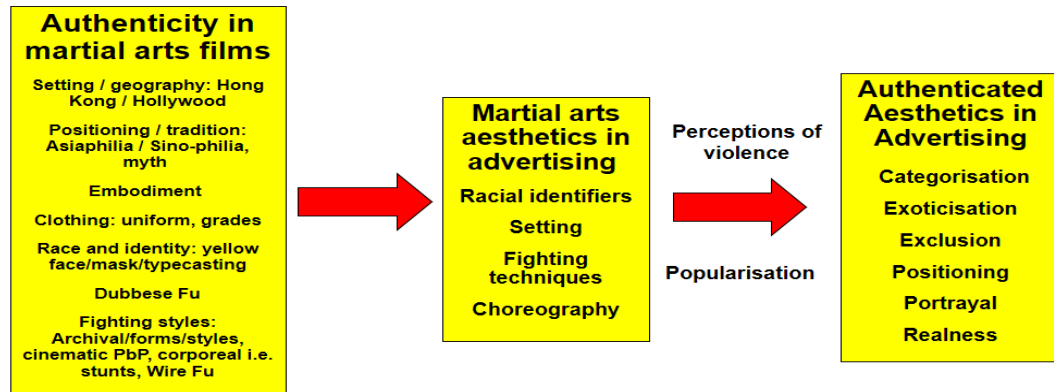 Authenticity in
martial arts films
Setting / geography: Hong
Kong / Hollywood
Positioning / tradition:
Asiaphilia / Sino-philia,
myth
Embodiment
Clothing: uniform, grades
Race and identity: yellow
face/mask/typecasting
Dubbese Fu
Fighting styles:
Archival/forms/styles,
cinematic PbP, corporeal i.e.
stunts, Wire Fu
Martial arts
aesthetics in
advertising
Racial identifiers
Setting
Fighting
techniques
Choreography
Perceptions of
violence
Popularisation
Authenticated
Aesthetics in
Advertising
Categorisation
Exoticisation
Exclusion
Positioning
Portrayal
Realness